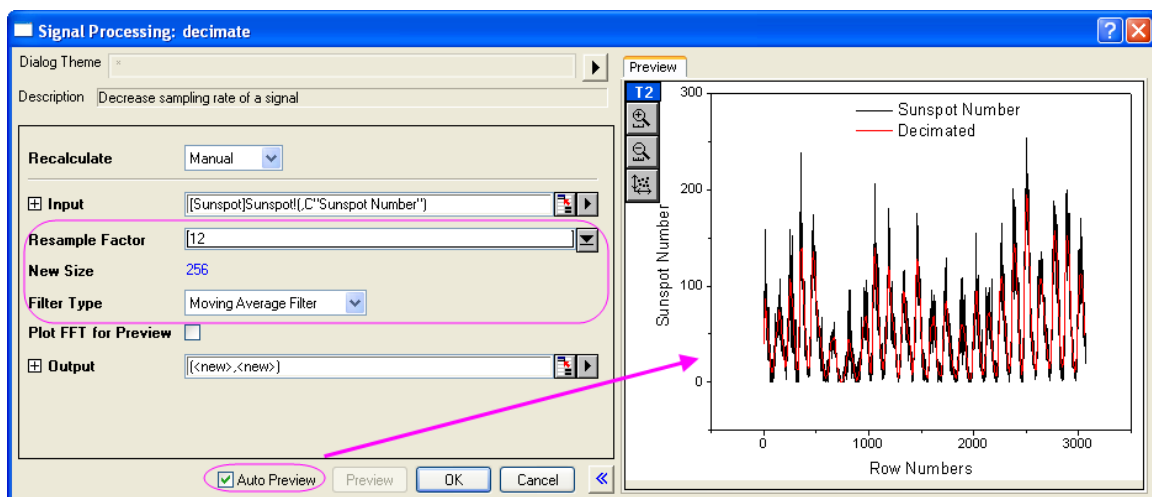 Signal Processing: decimate
Dialog Theme *
Description Decrease sampling rate of a signal
Recalculate Manual
Input [Sunspot]Sunspot!(,C"Sunspot Number")
Resample Factor 12
New Size 256
Filter Type Moving Average Filter
Plot FFT for Preview
Output (<new>,<new>)
Auto Preview Preview OK Cancel
Preview
T2
Sunspot Number
Decimated
300
200
100
0
Sunspot Number
0 1000 2000 3000
Row Numbers